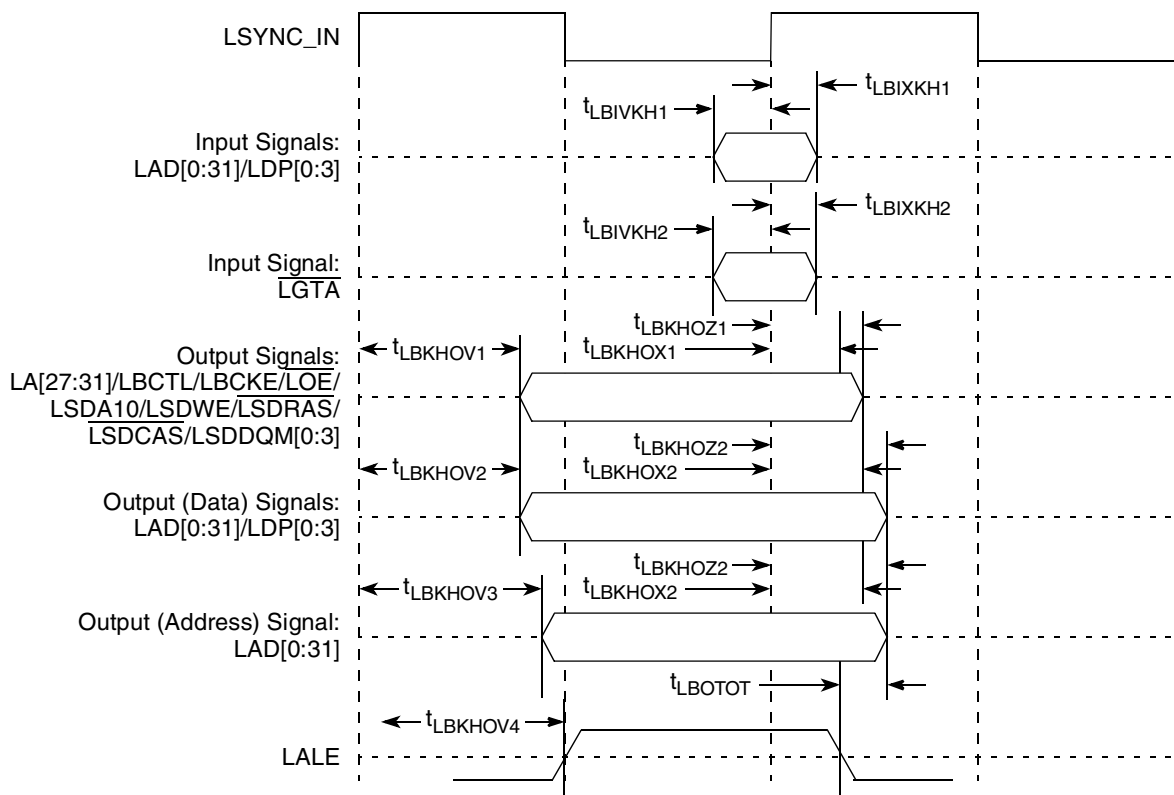 LSYNC_IN
tLBIXKH1
tLBIVKH1
Input Signals:
LAD[0:31]/LDP[0:3]
tLBIXKH2
tLBIVKH2
Input Signal:
LGTA
tLBKHOZ1
tLBKHOV1
tLBKHOX1
Output Signals:
LA[27:31]/LBCTL/LBCKE/LOE/
LSDA10/LSDWE/LSDRAS/
LSDCAS/LSDDQM[0:3]
tLBKHOZ2
tLBKHOV2
tLBKHOX2
Output (Data) Signals:
LAD[0:31]/LDP[0:3]
tLBKHOZ2
tLBKHOV3
tLBKHOX2
Output (Address) Signal:
LAD[0:31]
tLBOTOT
tLBKHOV4
LALE